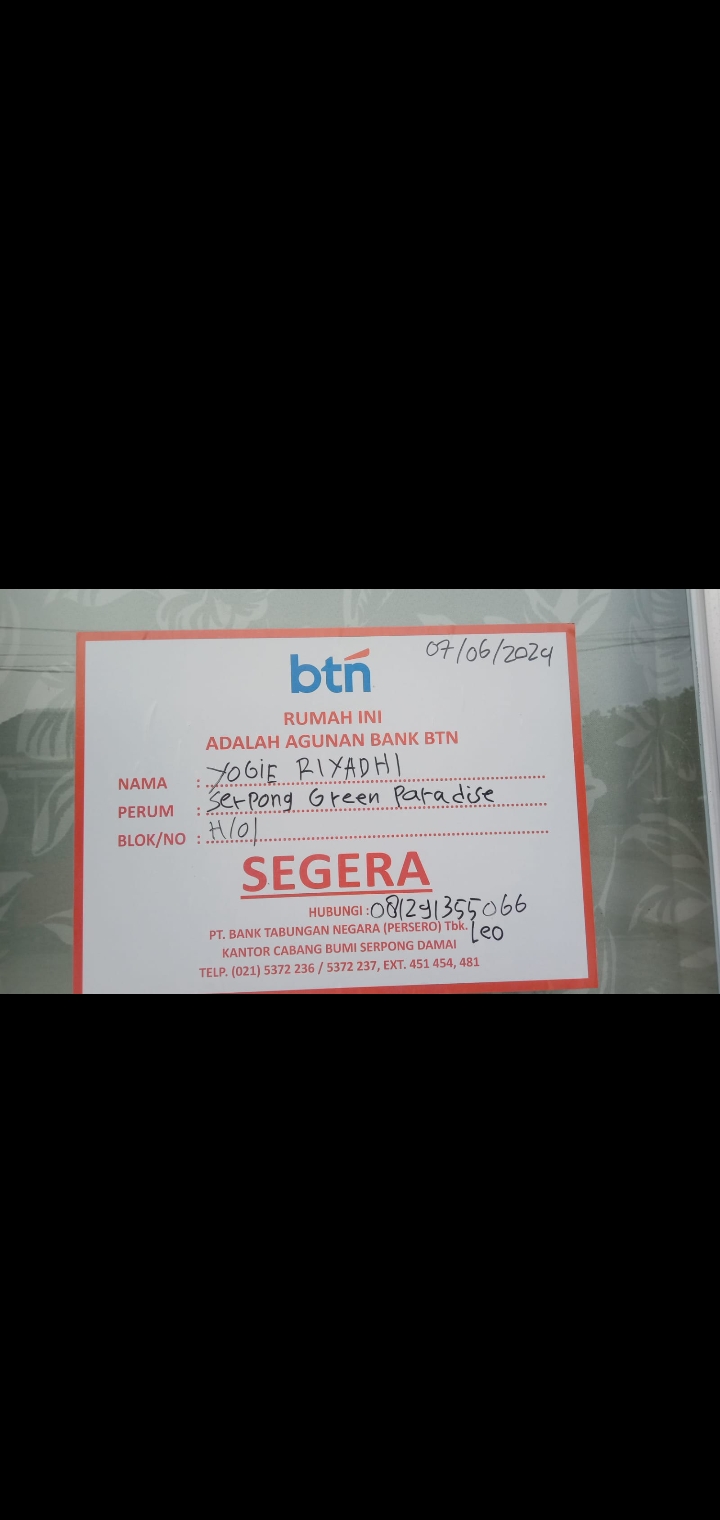 btn
07/06/2024
RUMAH INI
ADALAH AGUNAN BANK BTN
NAMA : YOGIE RIYADHI
PERUM : Serpong Green Paradise
BLOK/NO : H/01
SEGERA
HUBUNGI : 081291355066
PT. BANK TABUNGAN NEGARA (PERSERO) Tbk. Leo
KANTOR CABANG BUMI SERPONG DAMAI
TELP. (021) 5372 236 / 5372 237, EXT. 451 454, 481